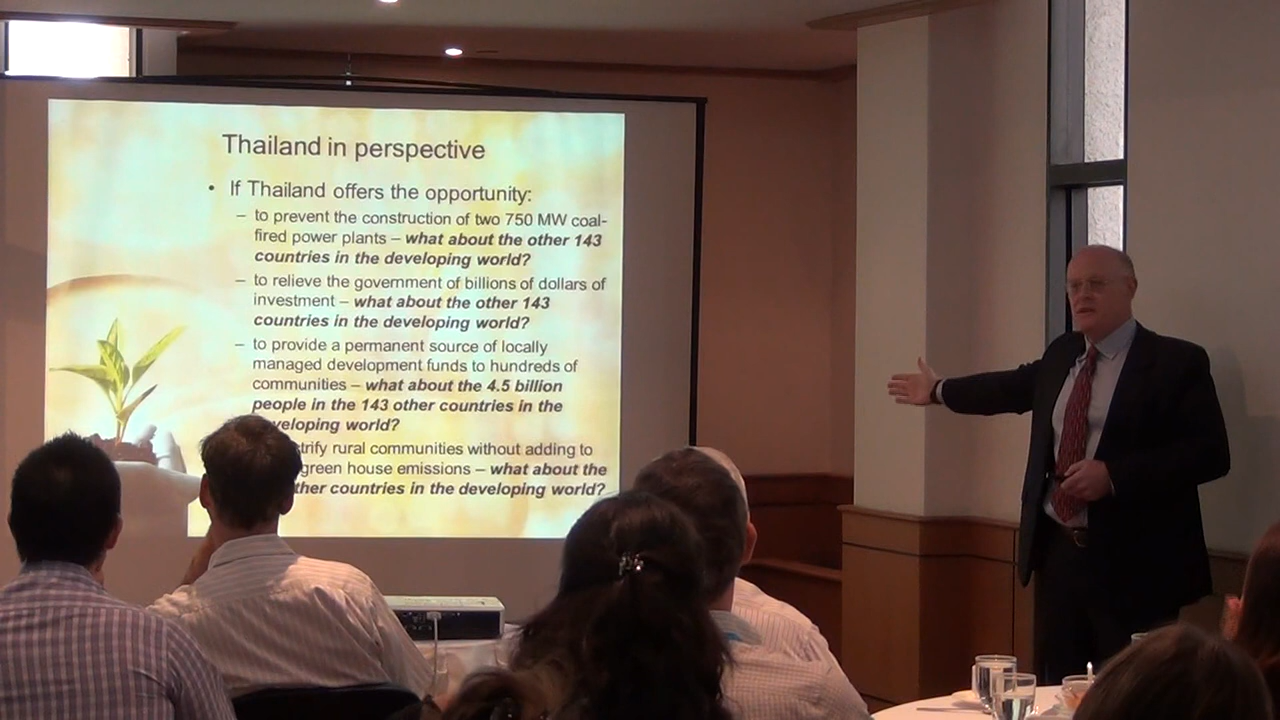 Thailand in perspective
• If Thailand offers the opportunity:
– to prevent the construction of two 750 MW coal-
fired power plants – what about the other 143
countries in the developing world?
– to relieve the government of billions of dollars of
investment – what about the other 143
countries in the developing world?
– to provide a permanent source of locally
managed development funds to hundreds of
communities – what about the 4.5 billion
people in the 143 other countries in the
veloping world?
trify rural communities without adding to
green house emissions – what about the
ther countries in the developing world?